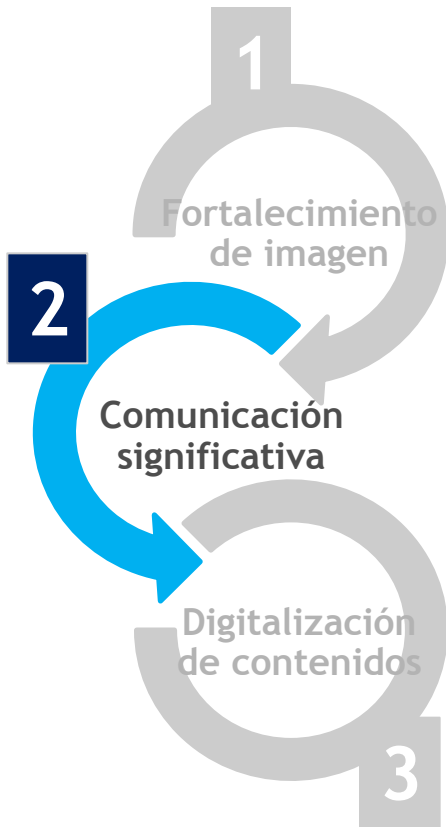 1
Fortalecimiento
de imagen
2
Comunicación
significativa
Digitalización
de contenidos
3